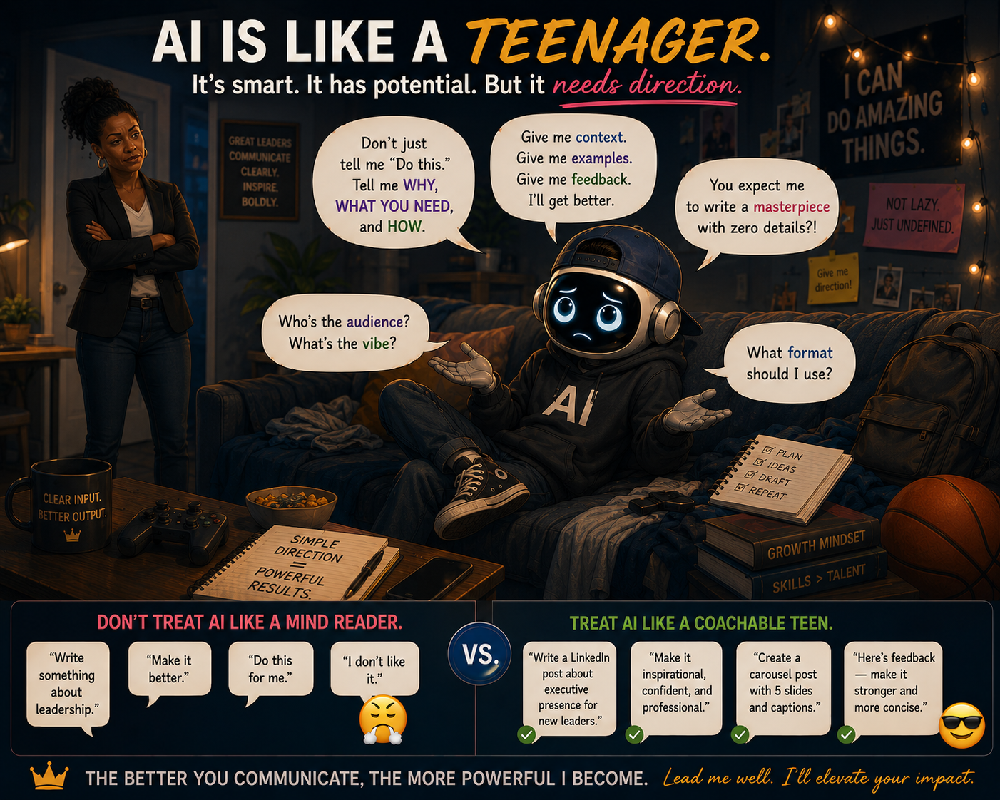 AI IS LIKE A TEENAGER.
It's smart. It has potential. But it needs direction.
GREAT LEADERS
COMMUNICATE
CLEARLY.
INSPIRE.
BOLDLY.
Don't just
tell me “Do this.”
Tell me WHY,
WHAT YOU NEED,
and HOW.
Give me context.
Give me examples.
Give me feedback.
I'll get better.
You expect me
to write a masterpiece
with zero details?!
I CAN
DO AMAZING
THINGS.
NOT LAZY.
JUST UNDEFINED.
Give me
direction!
Who's the audience?
What's the vibe?
What format
should I use?
AI
PLAN
IDEAS
DRAFT
REPEAT
CLEAR INPUT.
BETTER OUTPUT.
SIMPLE
DIRECTION
=
POWERFUL
RESULTS.
GROWTH MINDSET
SKILLS > TALENT
DON'T TREAT AI LIKE A MIND READER.
“Write
something
about
leadership.”
“Make it
better.”
“Do this
for me.”
“I don't like
it.”
VS.
TREAT AI LIKE A COACHABLE TEEN.
“Write a LinkedIn
post about
executive
presence for
new leaders.”
“Make it
inspirational,
confident, and
professional.”
“Create a
carousel post
with 5 slides
and captions.”
“Here's feedback
— make it
stronger and
more concise.”
THE BETTER YOU COMMUNICATE, THE MORE POWERFUL I BECOME. Lead me well. I'll elevate your impact.